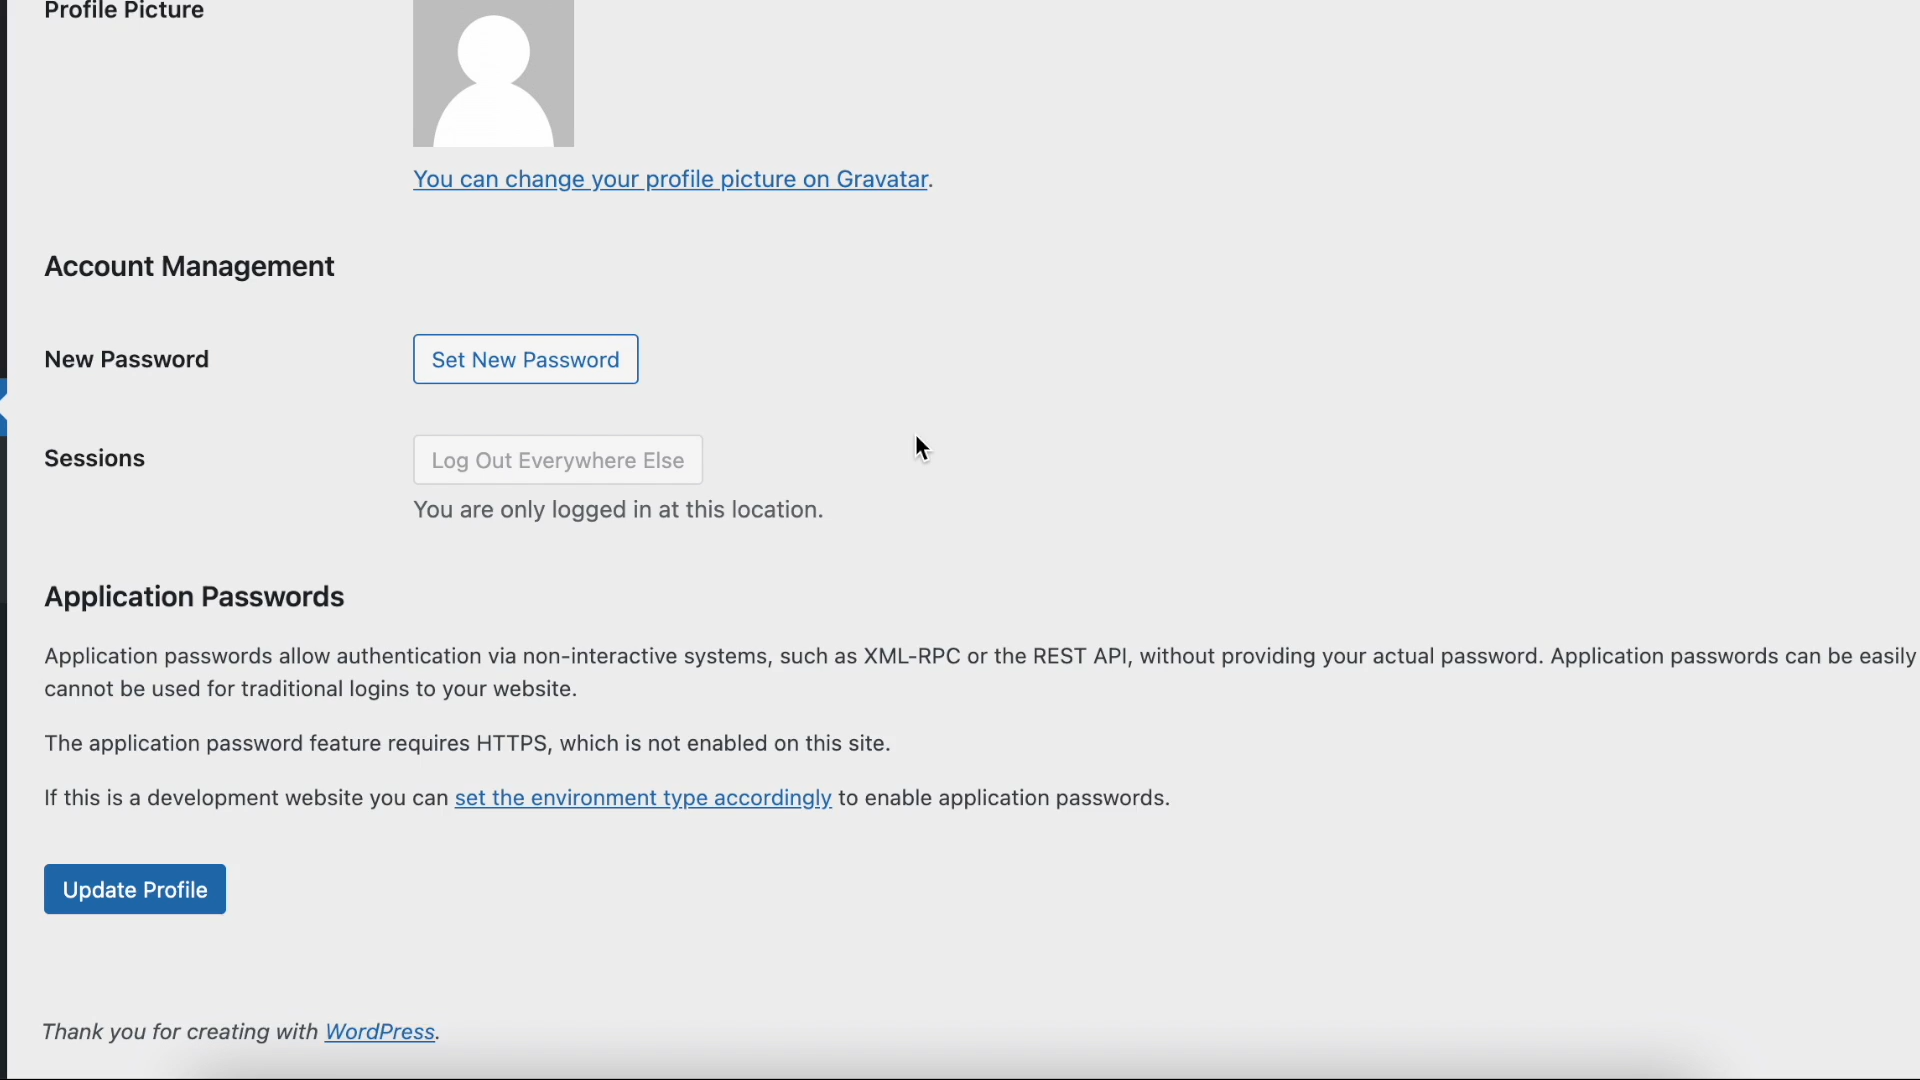 Profile Picture
You can change your profile picture on Gravatar.
Account Management
New Password
Set New Password
Sessions
Log Out Everywhere Else
You are only logged in at this location.
Application Passwords
Application passwords allow authentication via non-interactive systems, such as XML-RPC or the REST API, without providing your actual password. Application passwords can be easily
cannot be used for traditional logins to your website.
The application password feature requires HTTPS, which is not enabled on this site.
If this is a development website you can set the environment type accordingly to enable application passwords.
Update Profile
Thank you for creating with WordPress.